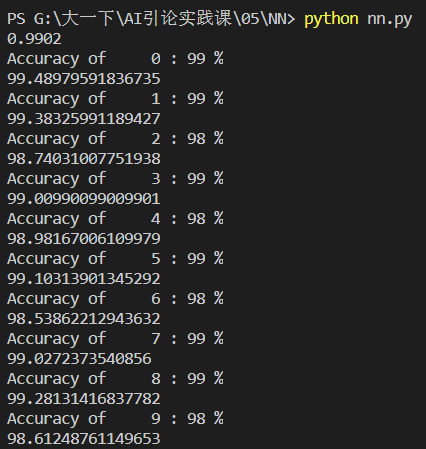 PS G:\大一下\AI引论实践课\05\NN> python nn.py
0.9902
Accuracy of     0 : 99 %
99.48979591836735
Accuracy of     1 : 99 %
99.38325991189427
Accuracy of     2 : 98 %
98.74031007751938
Accuracy of     3 : 99 %
99.00990099009901
Accuracy of     4 : 98 %
98.98167006109979
Accuracy of     5 : 99 %
99.10313901345292
Accuracy of     6 : 98 %
98.53862212943632
Accuracy of     7 : 99 %
99.0272373540856
Accuracy of     8 : 99 %
99.28131416837782
Accuracy of     9 : 98 %
98.61248761149653